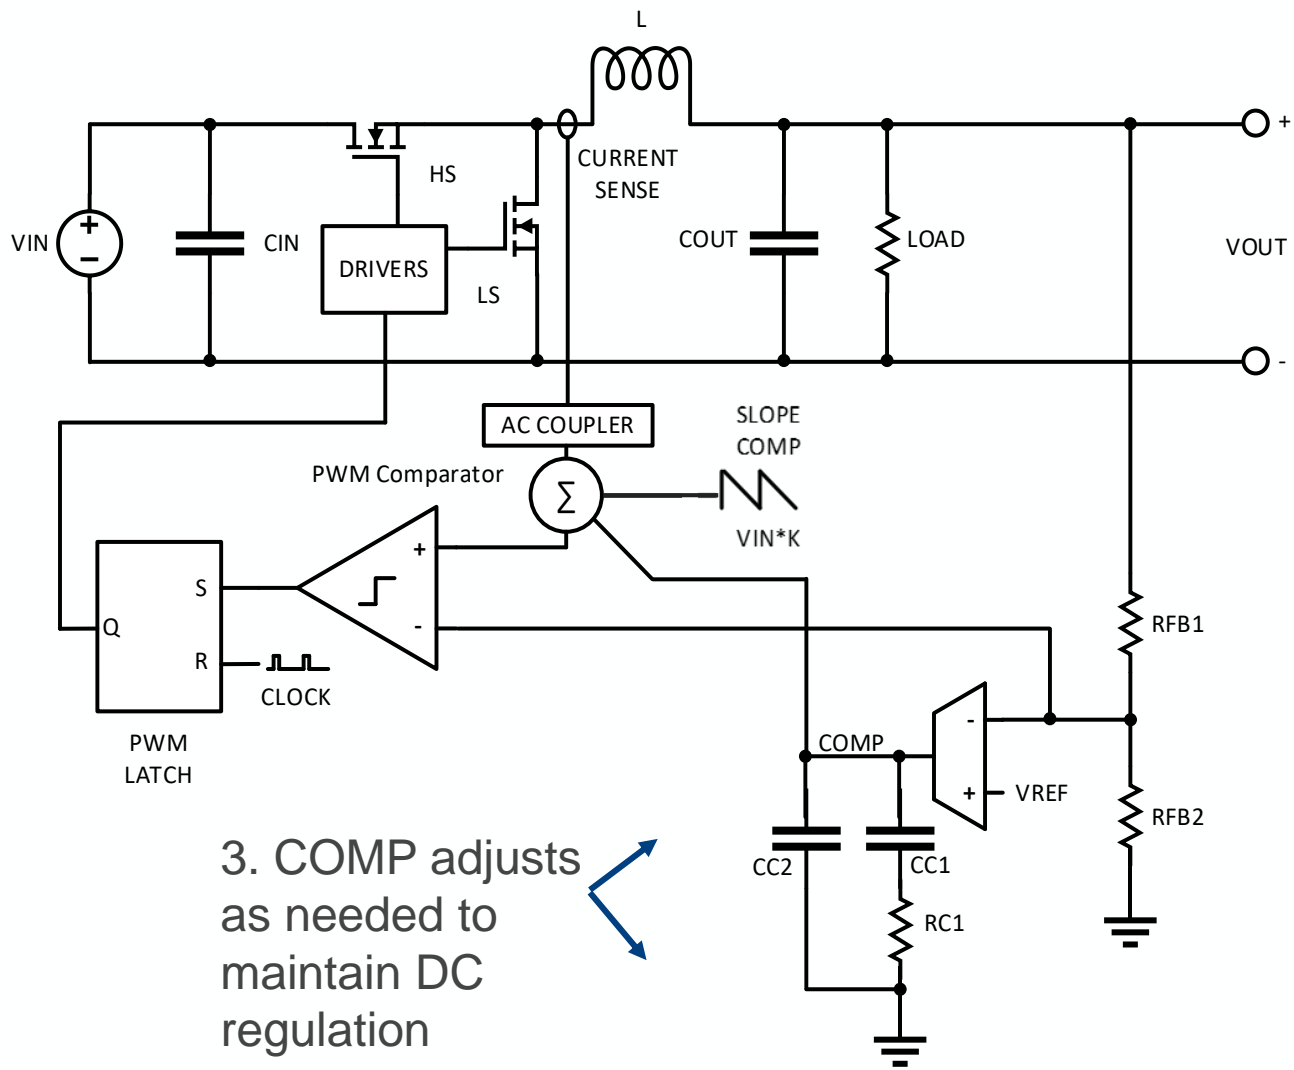 L
+
HS
CURRENT
SENSE
VIN
+
−
CIN
DRIVERS
LS
COUT
LOAD
VOUT
-
AC COUPLER
SLOPE
COMP
PWM Comparator
Σ
VIN*K
+
S
-
Q
R
CLOCK
RFB1
PWM
LATCH
COMP
-
+
VREF
RFB2
CC2
CC1
RC1
3. COMP adjusts
as needed to
maintain DC
regulation